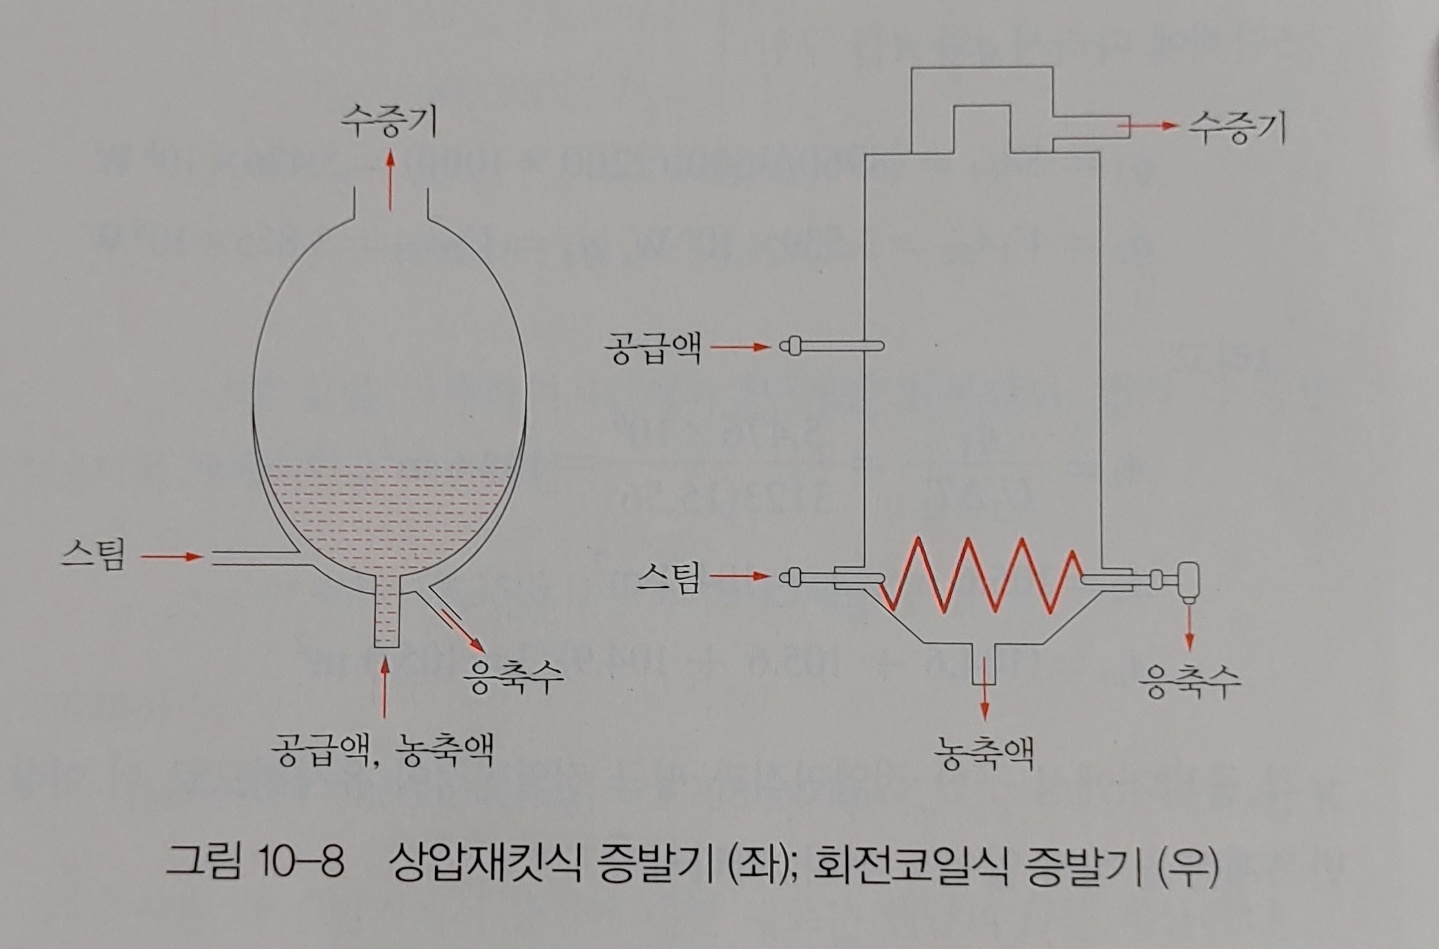 수증기
수증기
공급액
스팀
스팀
응축수
응축수
공급액, 농축액
농축액
그림 10-8 상압재킷식 증발기 (좌); 회전코일식 증발기 (우)